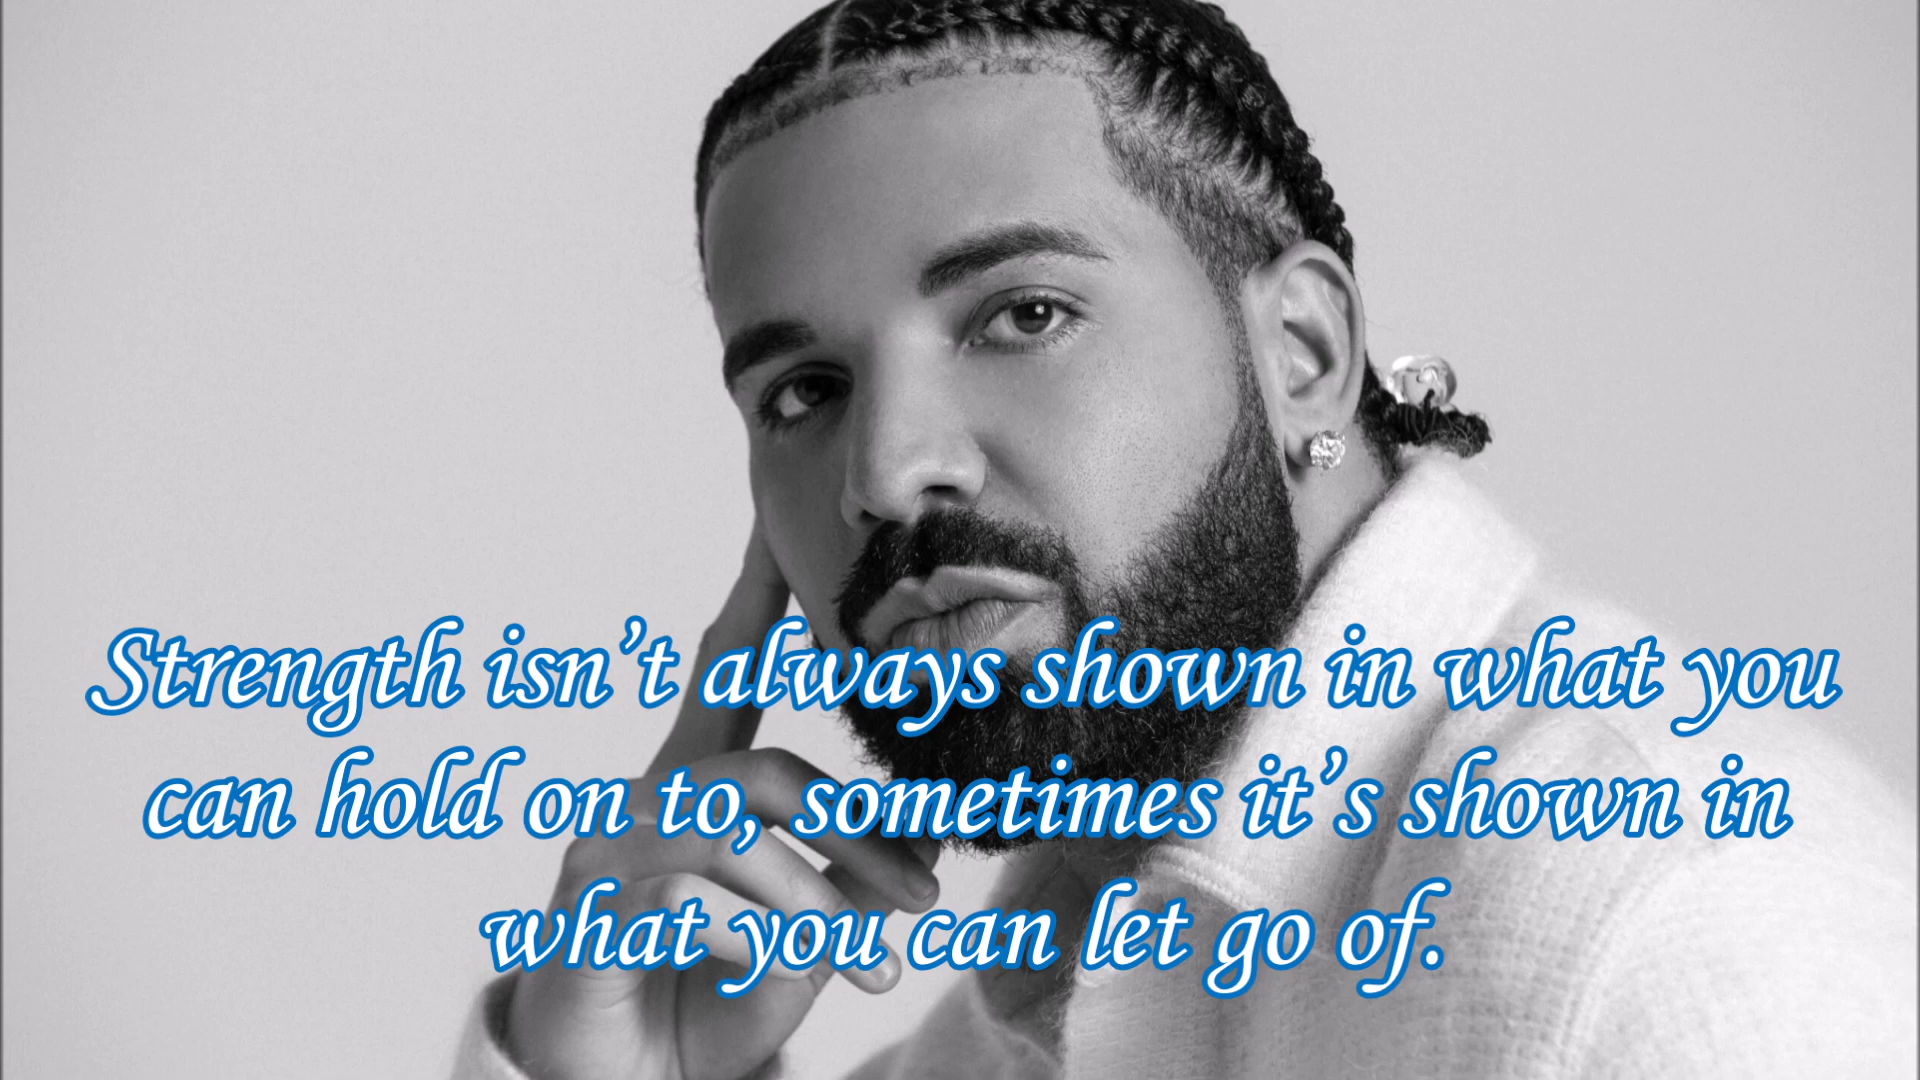 Strength isn’t always shown in what you
can hold on to, sometimes it’s shown in
what you can let go of.